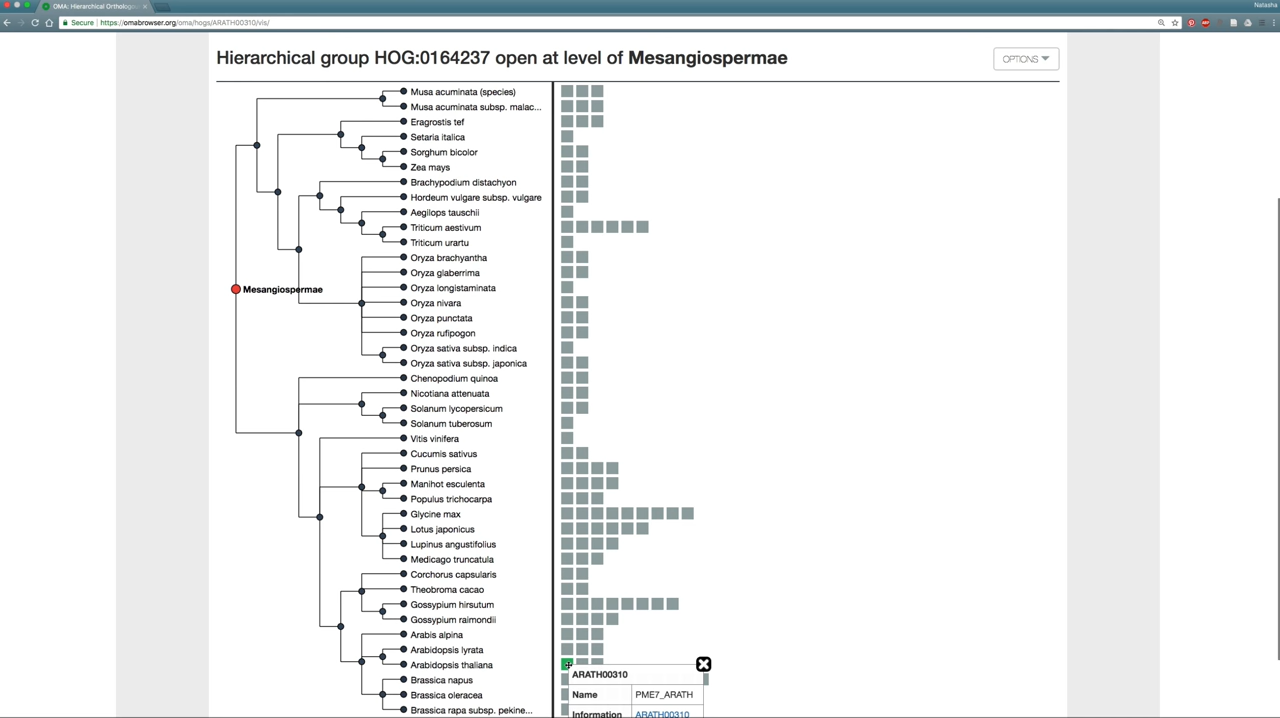 OMA: Hierarchical Orthologou
Natasha
Secure | https://omabrowser.org/oma/hogs/ARATH00310/vis/
Hierarchical group HOG:0164237 open at level of Mesangiospermae
OPTIONS
Musa acuminata (species)
Musa acuminata subsp. malac...
Eragrostis tef
Setaria italica
Sorghum bicolor
Zea mays
Brachypodium distachyon
Hordeum vulgare subsp. vulgare
Aegilops tauschii
Triticum aestivum
Triticum urartu
Oryza brachyantha
Oryza glaberrima
Mesangiospermae
Oryza longistaminata
Oryza nivara
Oryza punctata
Oryza rufipogon
Oryza sativa subsp. indica
Oryza sativa subsp. japonica
Chenopodium quinoa
Nicotiana attenuata
Solanum lycopersicum
Solanum tuberosum
Vitis vinifera
Cucumis sativus
Prunus persica
Manihot esculenta
Populus trichocarpa
Glycine max
Lotus japonicus
Lupinus angustifolius
Medicago truncatula
Corchorus capsularis
Theobroma cacao
Gossypium hirsutum
Gossypium raimondii
Arabis alpina
Arabidopsis lyrata
Arabidopsis thaliana
Brassica napus
Brassica oleracea
Brassica rapa subsp. pekine...
ARATH00310
Name PME7_ARATH
Information ARATH00310